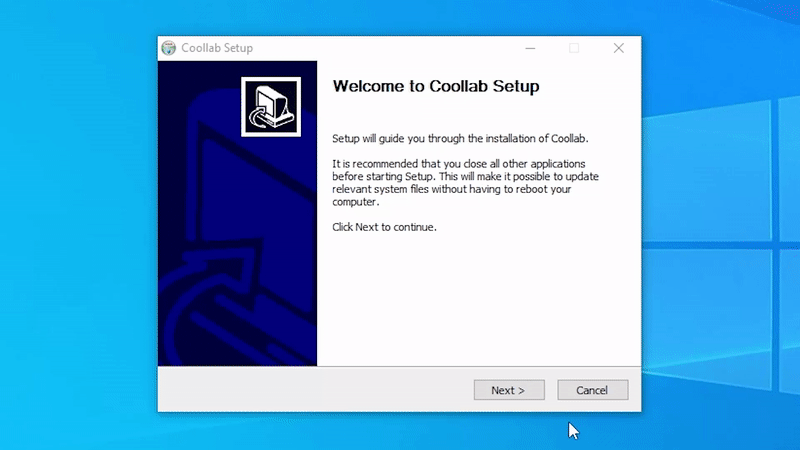 Coollab Setup
Welcome to Coollab Setup
Setup will guide you through the installation of Coollab.
It is recommended that you close all other applications
before starting Setup. This will make it possible to update
relevant system files without having to reboot your
computer.
Click Next to continue.
Next >
Cancel